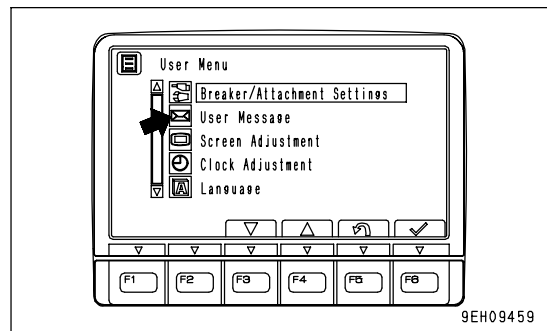 User Menu
Breaker/Attachment Settings
User Message
Screen Adjustment
Clock Adjustment
A Language
F1 F2 F3 F4 F5 F6
9EH09459